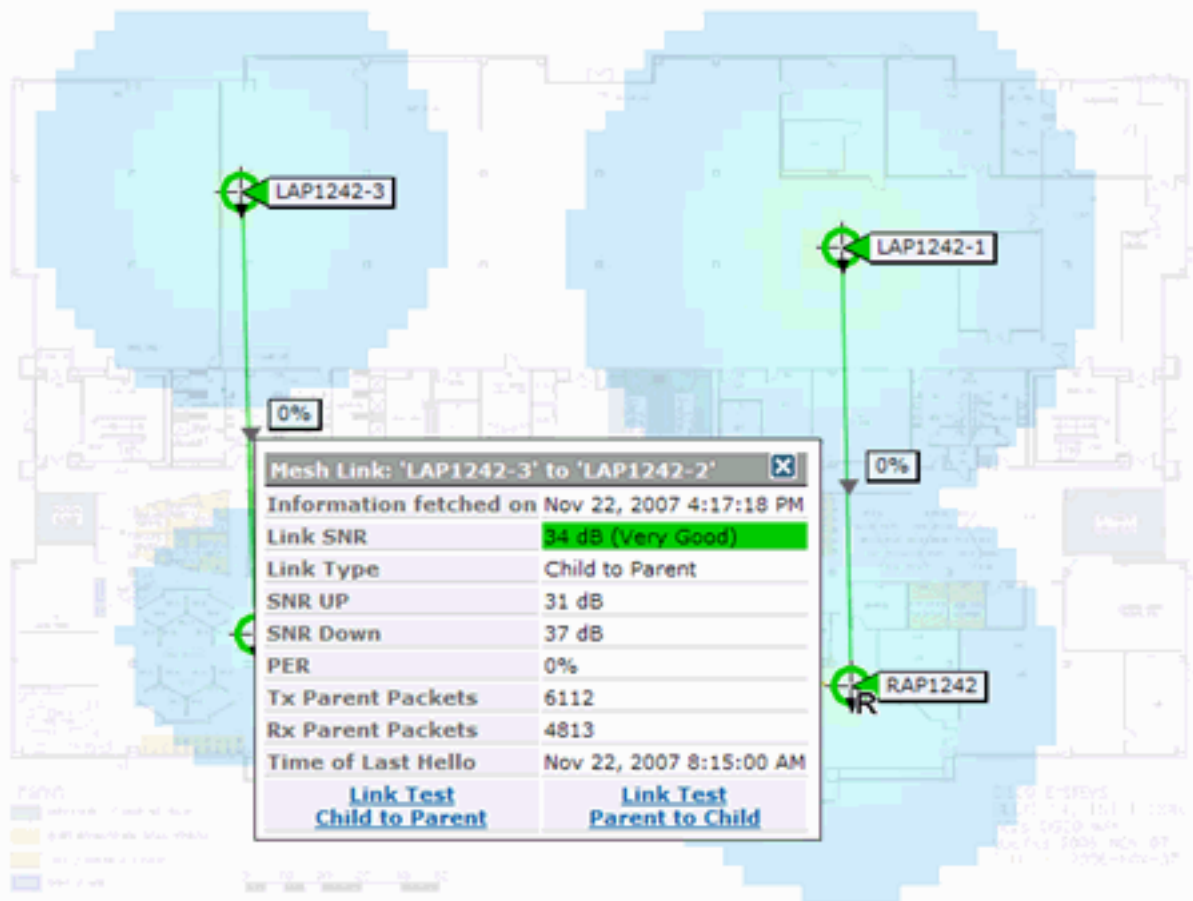 LAP1242-3
LAP1242-1
0%
0%
Mesh Link: 'LAP1242-3' to 'LAP1242-2'
Information fetched on Nov 22, 2007 4:17:18 PM
Link SNR 34 dB (Very Good)
Link Type Child to Parent
SNR UP 31 dB
SNR Down 37 dB
PER 0%
Tx Parent Packets 6112
Rx Parent Packets 4813
Time of Last Hello Nov 22, 2007 8:15:00 AM
Link Test Link Test
Child to Parent Parent to Child
RAP1242
R